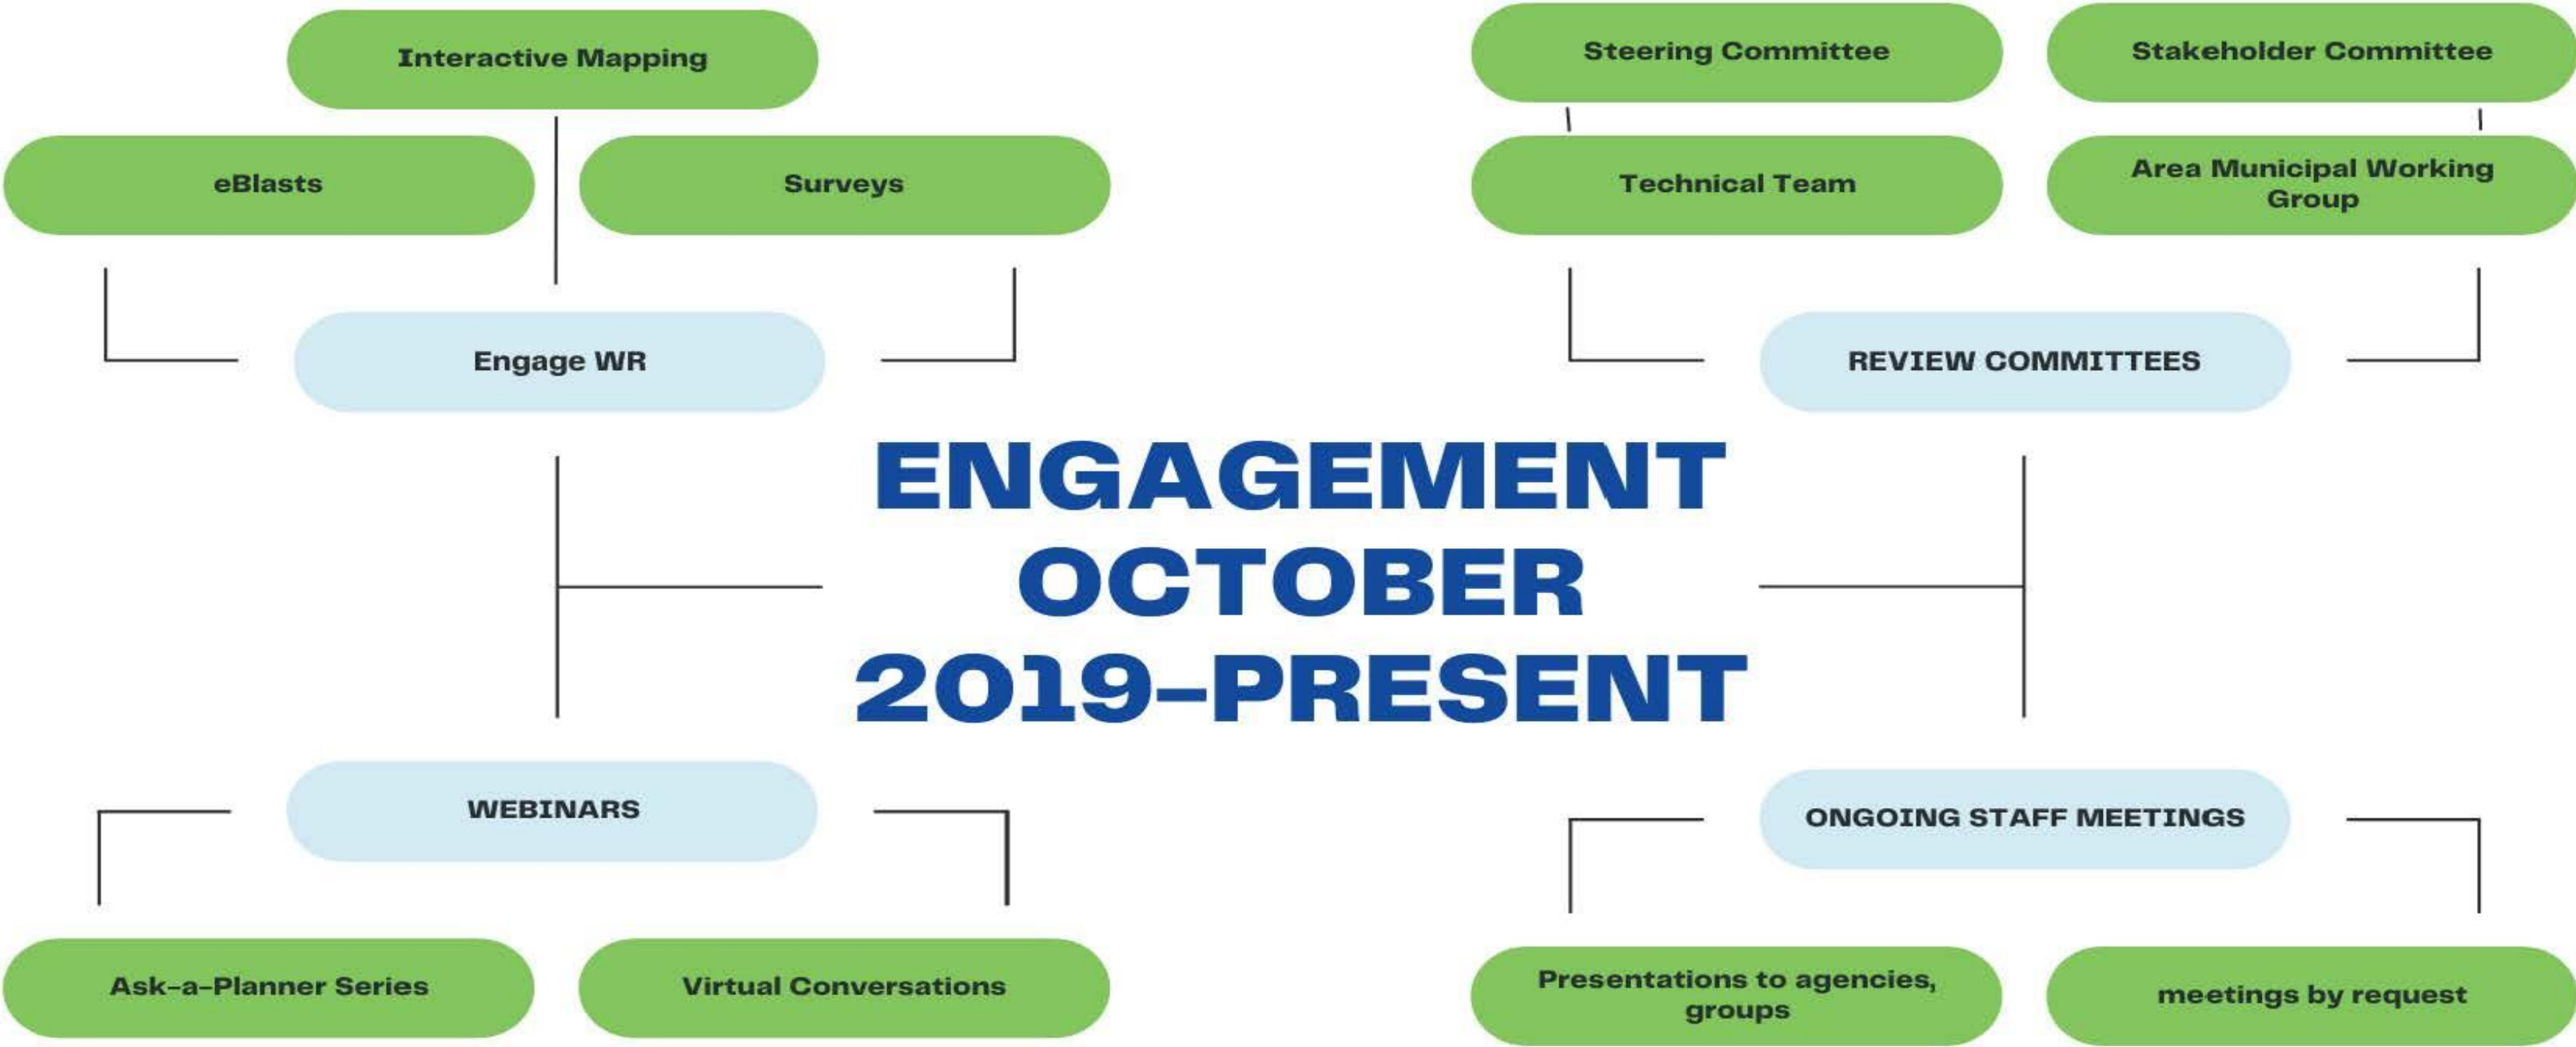 Interactive Mapping
eBlasts
Surveys
Engage WR
Steering Committee
Stakeholder Committee
Technical Team
Area Municipal Working
Group
REVIEW COMMITTEES
ENGAGEMENT
OCTOBER
2019–PRESENT
WEBINARS
Ask-a-Planner Series
Virtual Conversations
ONGOING STAFF MEETINGS
Presentations to agencies,
groups
meetings by request